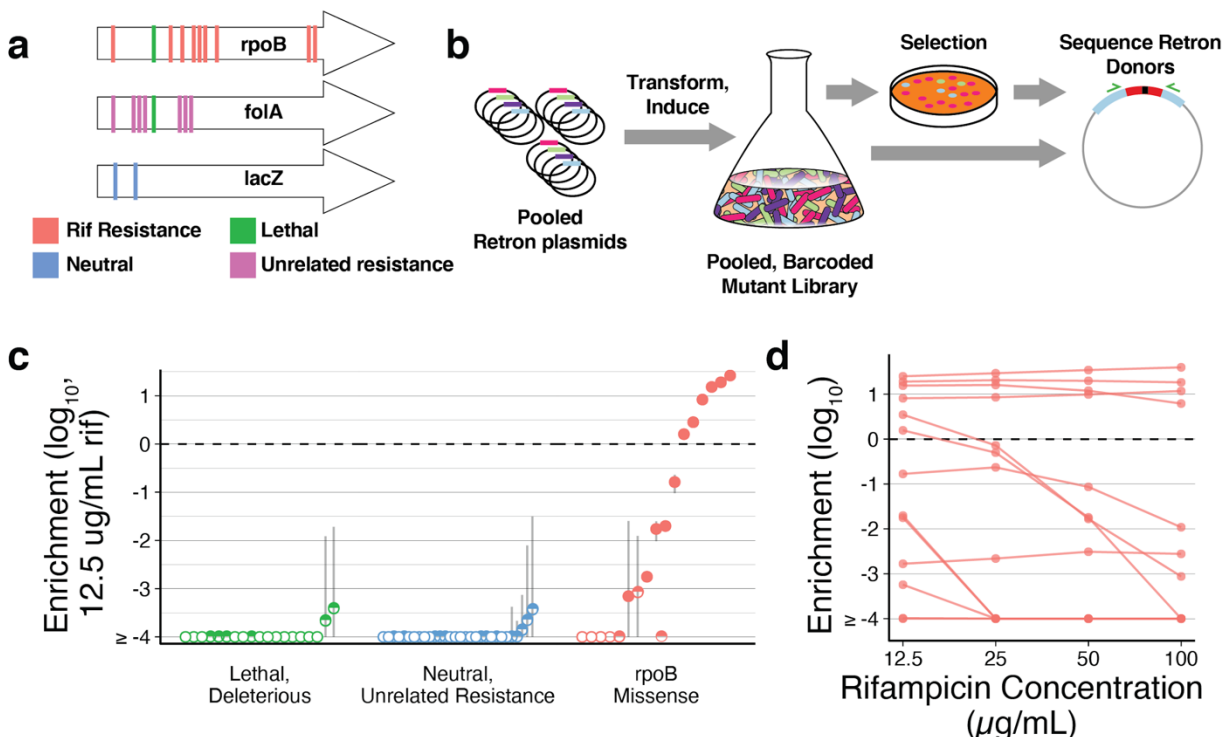 a
rpoB
folA
lacZ
Rif Resistance
Lethal
Neutral
Unrelated resistance
b
Pooled
Retron plasmids
Transform,
Induce
Pooled, Barcoded
Mutant Library
Selection
Sequence Retron
Donors
c
Enrichment (log10,
12.5 ug/mL rif)
1
0
-1
-2
-3
≥ -4
Lethal,
Deleterious
Neutral,
Unrelated Resistance
rpoB
Missense
d
Enrichment (log10)
1
0
-1
-2
-3
≥ -4
12.5 25 50 100
Rifampicin Concentration
(µg/mL)